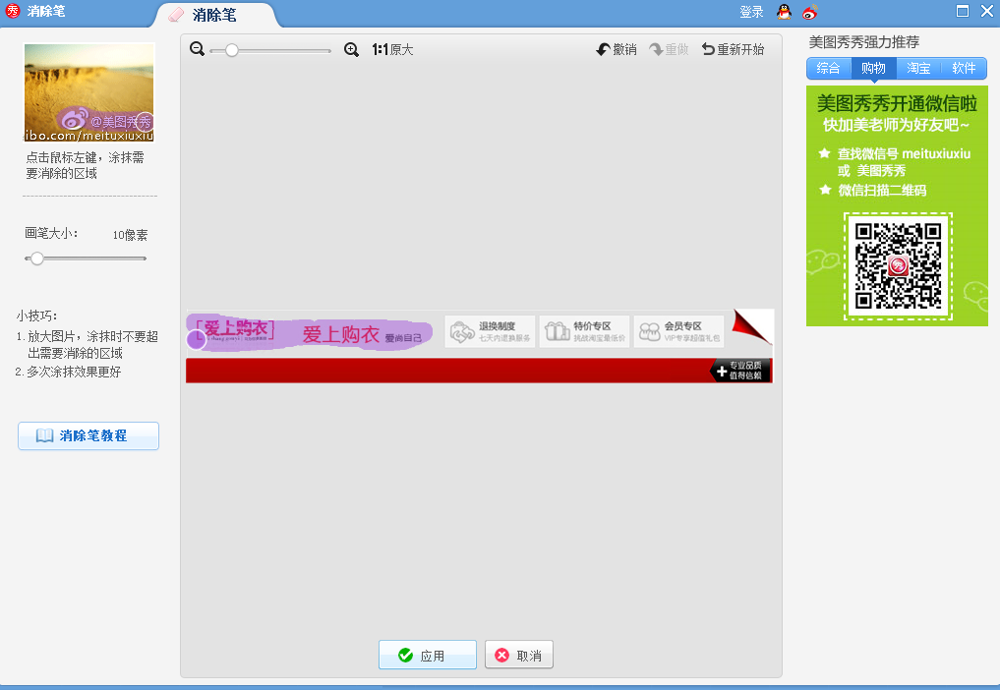 消除笔
消除笔
登录
1:1原大
撤销
重做
重新开始
美图秀秀强力推荐
综合
购物
淘宝
软件
@美图秀秀
ibo.com/meituxiuxiu
点击鼠标左键，涂抹需
要消除的区域
画笔大小：
10像素
小技巧：
1.放大图片，涂抹时不要超
出需要消除的区域
2.多次涂抹效果更好
消除笔教程
爱上购衣
爱上购衣
爱尚自己
退换制度
七天内退换服务
特价专区
挑战淘宝最低价
会员专区
VIP专享超值礼包
专业品质
值得信赖
应用
取消
美图秀秀开通微信啦
快加美老师为好友吧~
查找微信号 meituxiuxiu
或 美图秀秀
微信扫描二维码
秀